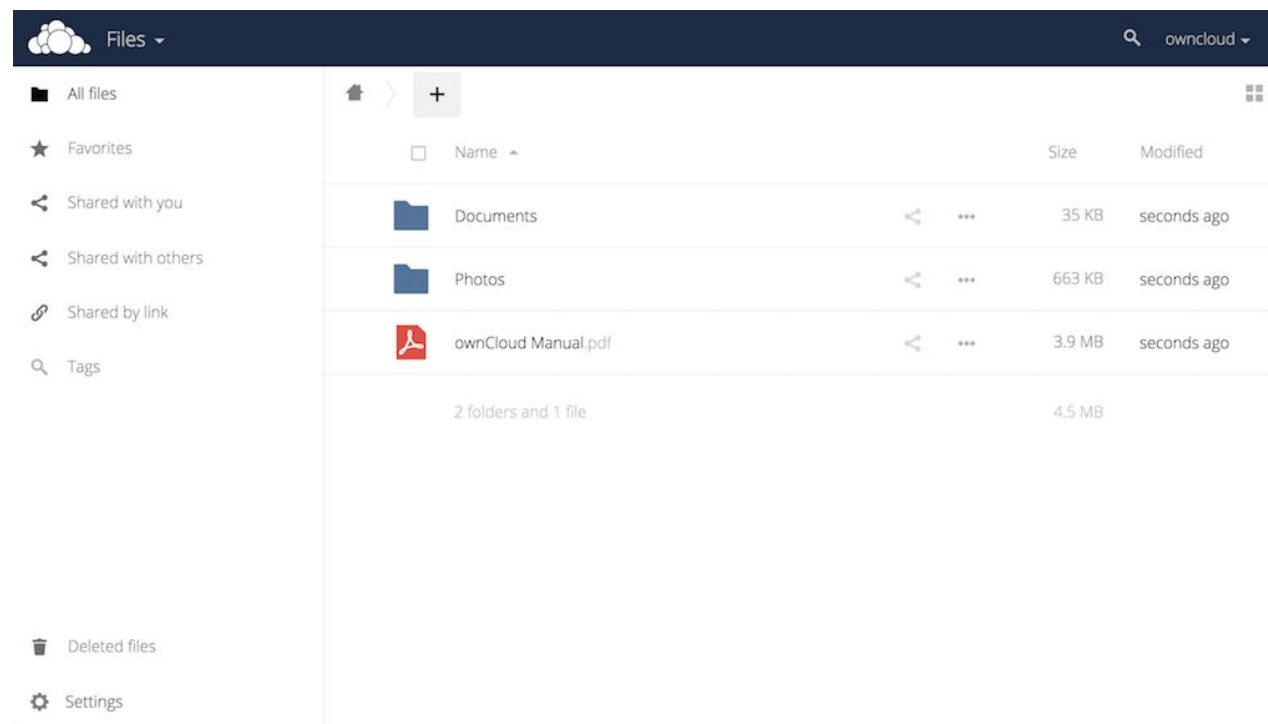 Files
owncloud
All files
Favorites
Shared with you
Shared with others
Shared by link
Tags
Deleted files
Settings
Name Size Modified
Documents 35 KB seconds ago
Photos 663 KB seconds ago
ownCloud Manual.pdf 3.9 MB seconds ago
2 folders and 1 file 4.5 MB